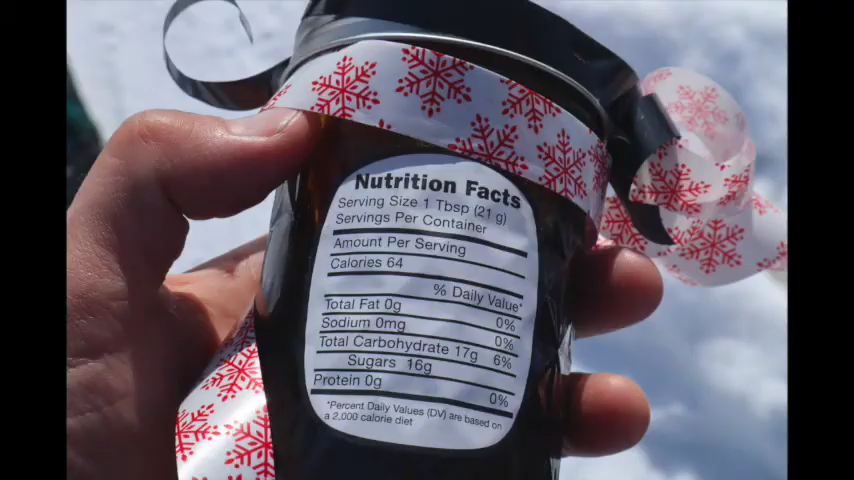 Nutrition Facts
Serving Size 1 Tbsp (21 g)
Servings Per Container
Amount Per Serving
Calories 64
% Daily Value*
Total Fat 0g 0%
Sodium 0mg 0%
Total Carbohydrate 17g 6%
Sugars 16g
Protein 0g 0%
*Percent Daily Values (DV) are based on
a 2,000 calorie diet